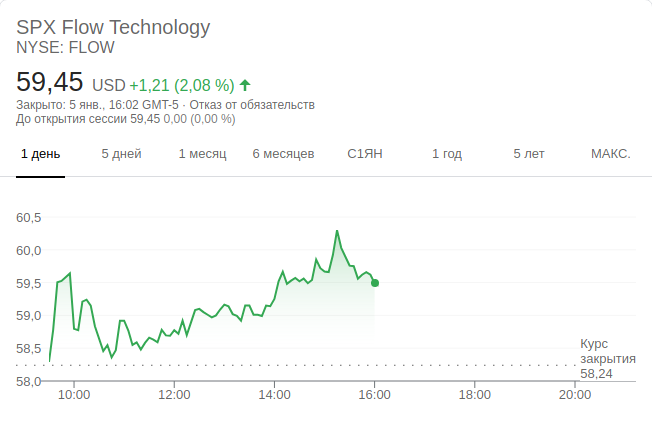 SPX Flow Technology
NYSE: FLOW
59,45 USD +1,21 (2,08 %)
Закрыто: 5 янв., 16:02 GMT-5 · Отказ от обязательств
До открытия сессии 59,45 0,00 (0,00 %)
1 день 5 дней 1 месяц 6 месяцев С1ЯН 1 год 5 лет МАКС.
60,5
60,0
59,5
59,0
58,5
58,0
Курс
закрытия
58,24
10:00 12:00 14:00 16:00 18:00 20:00